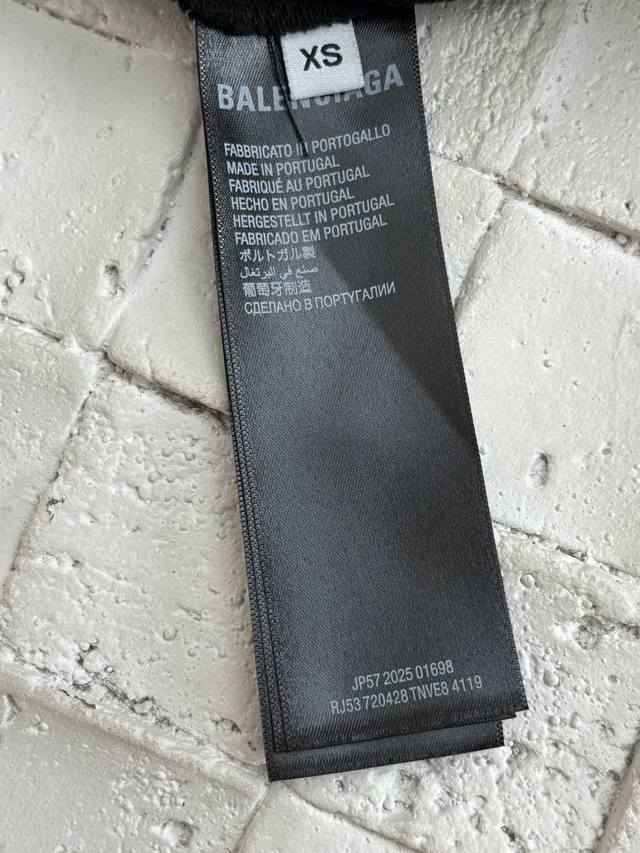 XS
BALENCIAGA
FABBRICATO IN PORTOGALLO
MADE IN PORTUGAL
FABRIQUÉ AU PORTUGAL
HECHO EN PORTUGAL
HERGESTELLT IN PORTUGAL
FABRICADO EM PORTUGAL
ポルトガル製
صنع في البرتغال
葡萄牙制造
СДЕЛАНО В ПОРТУГАЛИИ
JP57 2025 01698
RJ53 720428 TNVE8 4119